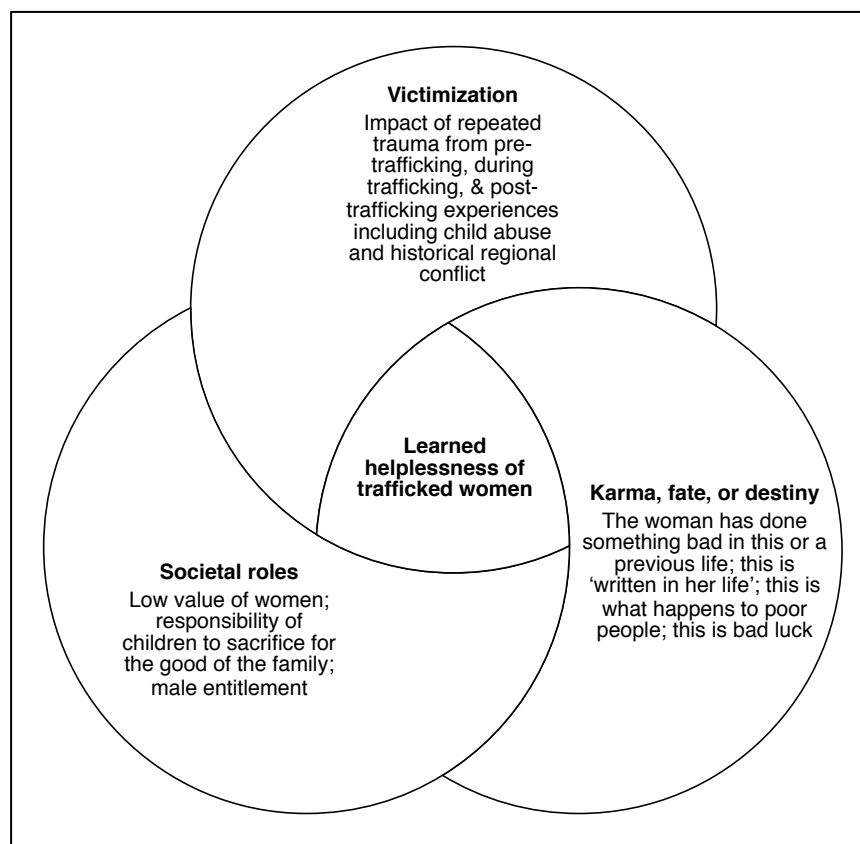 Victimization
Impact of repeated
trauma from pre-
trafficking, during
trafficking, & post-
trafficking experiences
including child abuse
and historical regional
conflict
Learned
helplessness of
trafficked women
Karma, fate, or destiny
The woman has done
something bad in this or a
previous life; this is
‘written in her life’; this is
what happens to poor
people; this is bad luck
Societal roles
Low value of women;
responsibility of
children to sacrifice for
the good of the family;
male entitlement